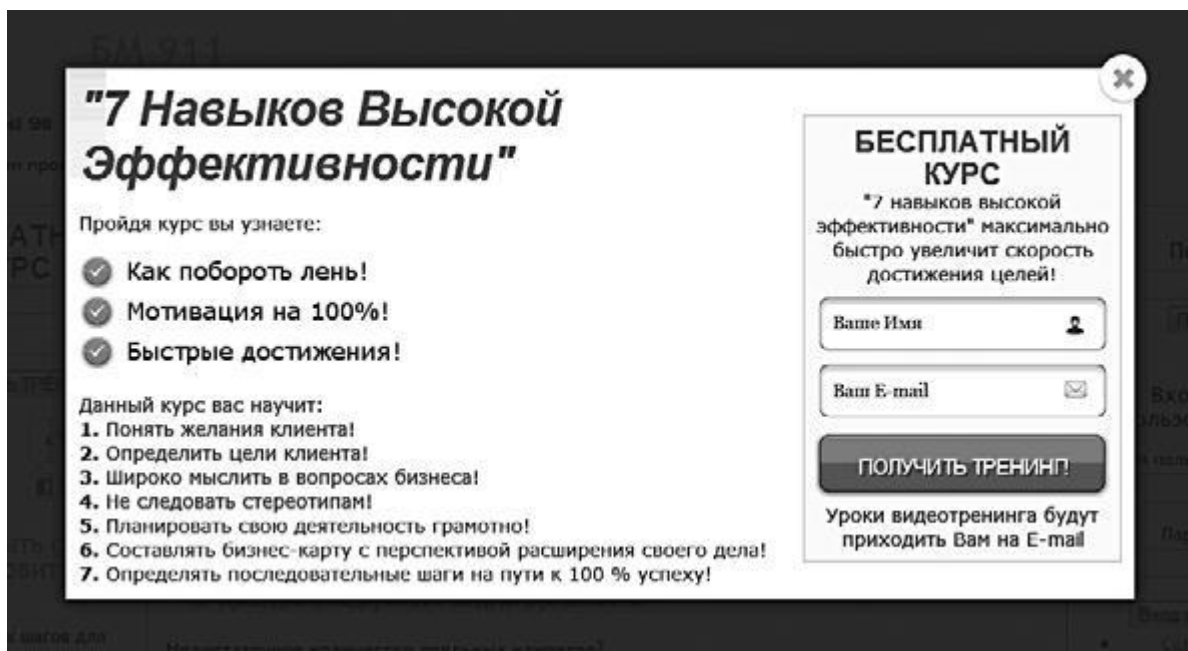 БМ 911
"7 Навыков Высокой
Эффективности"
Пройдя курс вы узнаете:
Как побороть лень!
Мотивация на 100%!
Быстрые достижения!
Данный курс вас научит:
1. Понять желания клиента!
2. Определить цели клиента!
3. Широко мыслить в вопросах бизнеса!
4. Не следовать стереотипам!
5. Планировать свою деятельность грамотно!
6. Составлять бизнес-карту с перспективой расширения своего дела!
7. Определять последовательные шаги на пути к 100 % успеху!
БЕСПЛАТНЫЙ
КУРС
"7 навыков высокой
эффективности" максимально
быстро увеличит скорость
достижения целей!
Ваше Имя
Ваш E-mail
ПОЛУЧИТЬ ТРЕНИНГ!
Уроки видеотренинга будут
приходить Вам на E-mail